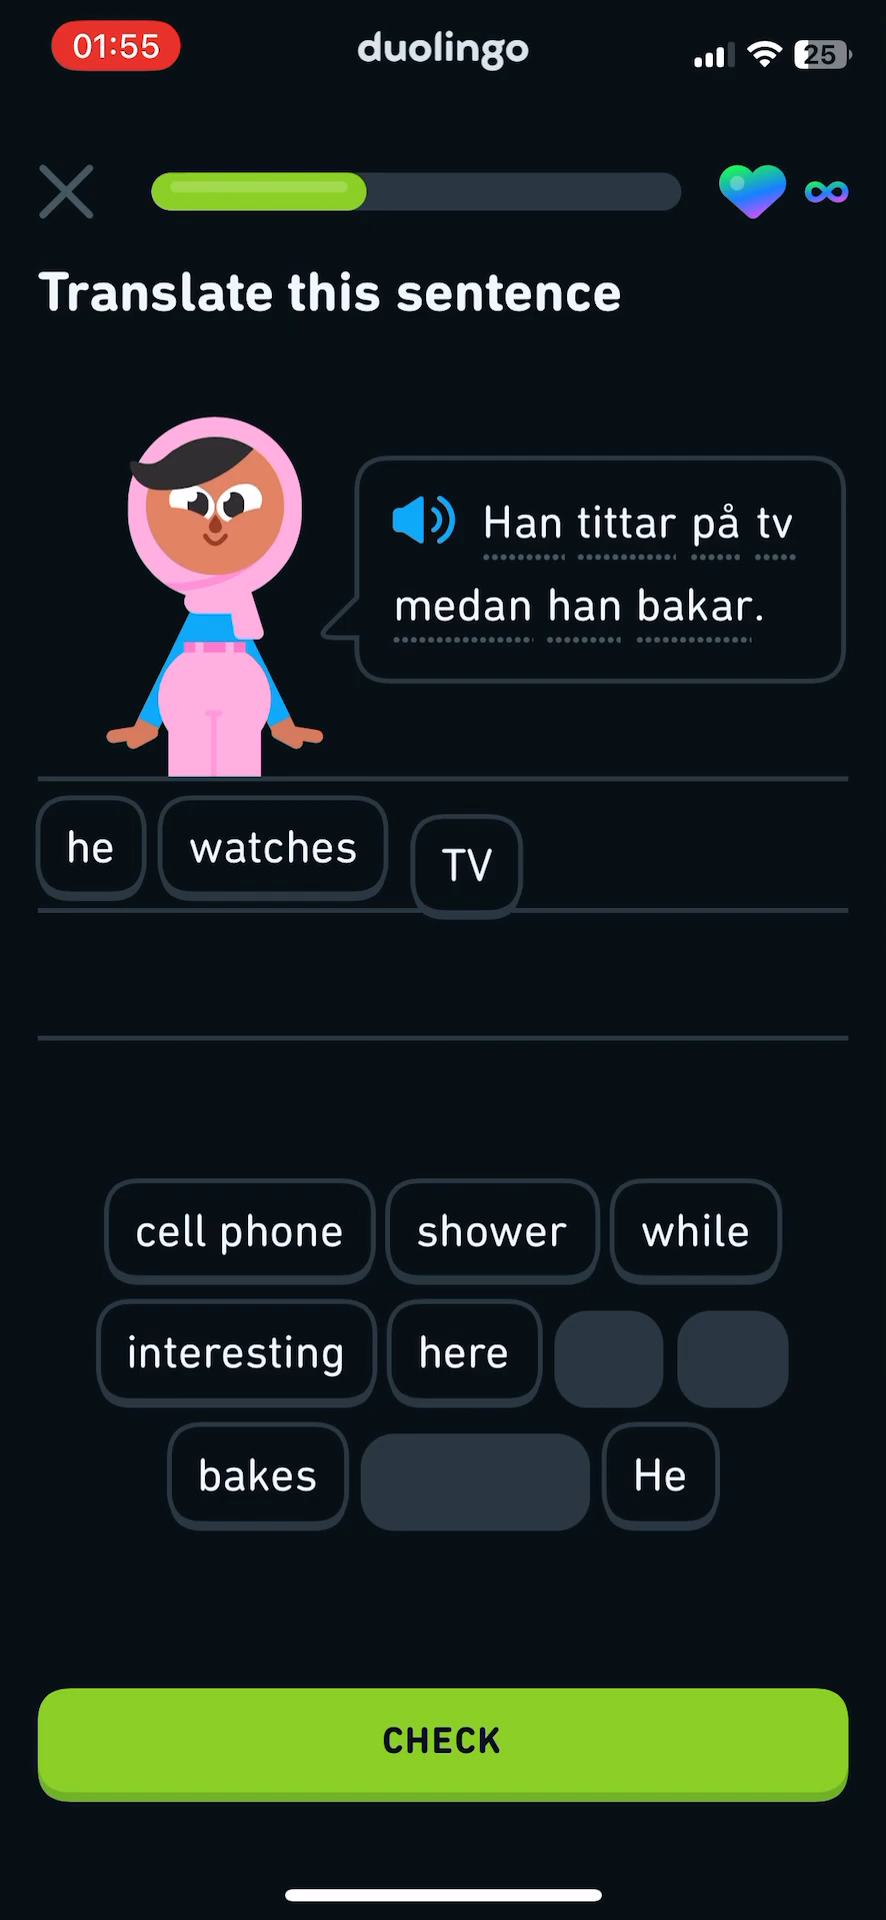 01:55 duolingo 25
Translate this sentence
Han tittar på tv
medan han bakar.
he watches TV
cell phone shower while
interesting here
bakes He
CHECK